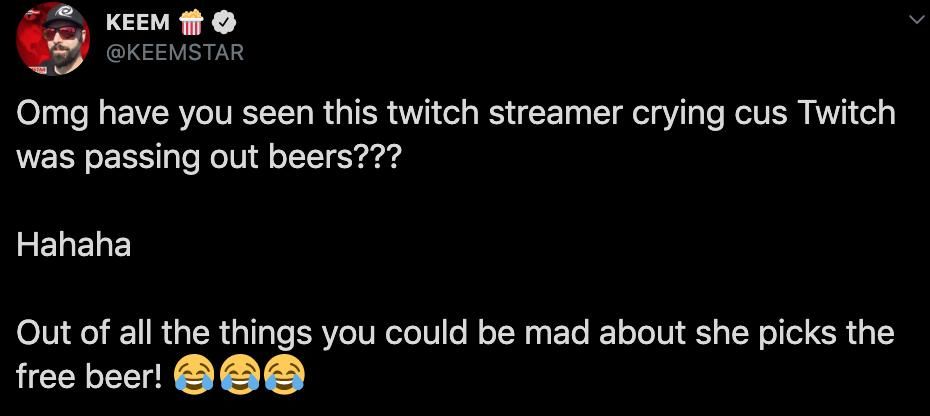 KEEM 🍿
@KEEMSTAR
Omg have you seen this twitch streamer crying cus Twitch
was passing out beers???
Hahaha
Out of all the things you could be mad about she picks the
free beer! 😂😂😂